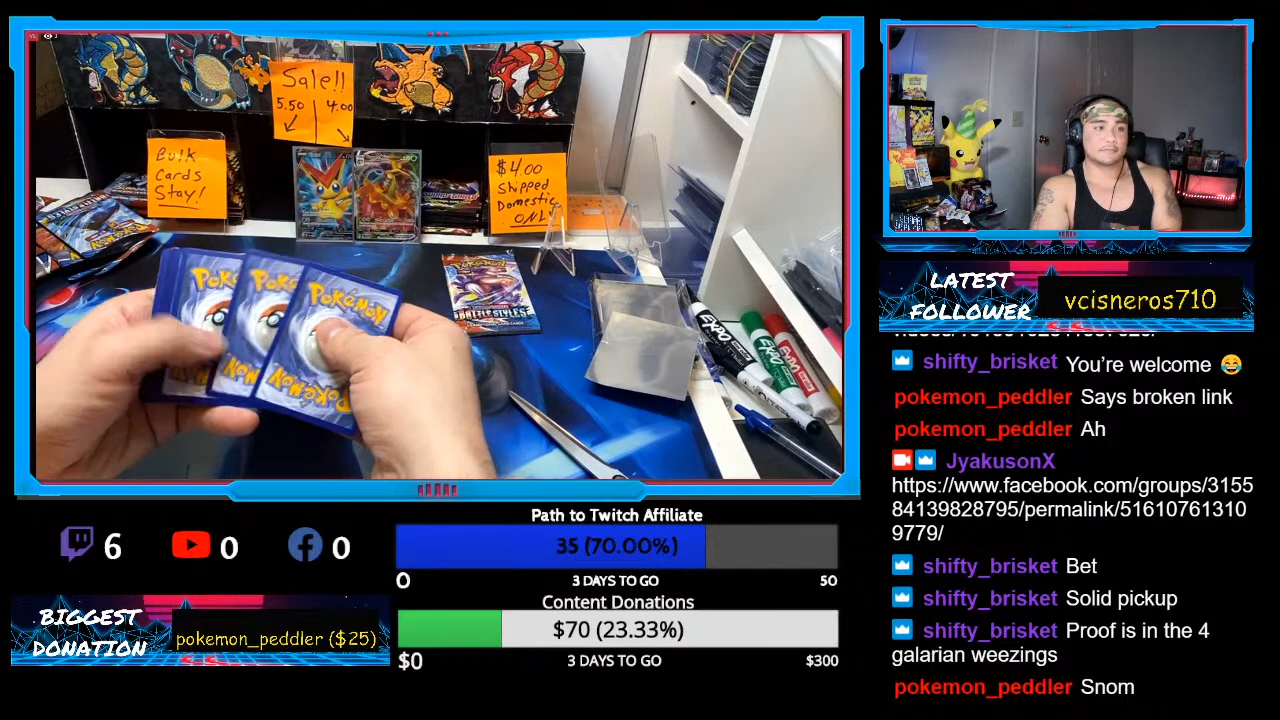 Sale!!
5.50 4.00
Bulk
Cards
Stay!
$4.00
Shipped
Domestic
ONL
Pokémon
Pokémon
BATTLE STYLES
EXPO
EXPO
LATEST
FOLLOWER
vcisneros710
shifty_brisket You're welcome 😂
pokemon_peddler Says broken link
pokemon_peddler Ah
JyakusonX
https://www.facebook.com/groups/3155
84139828795/permalink/51610761310
9779/
shifty_brisket Bet
shifty_brisket Solid pickup
shifty_brisket Proof is in the 4
galarian weezings
pokemon_peddler Snom
6
0
0
Path to Twitch Affiliate
35 (70.00%)
0 3 DAYS TO GO 50
Content Donations
$70 (23.33%)
$0 3 DAYS TO GO $300
BIGGEST
DONATION
pokemon_peddler ($25)